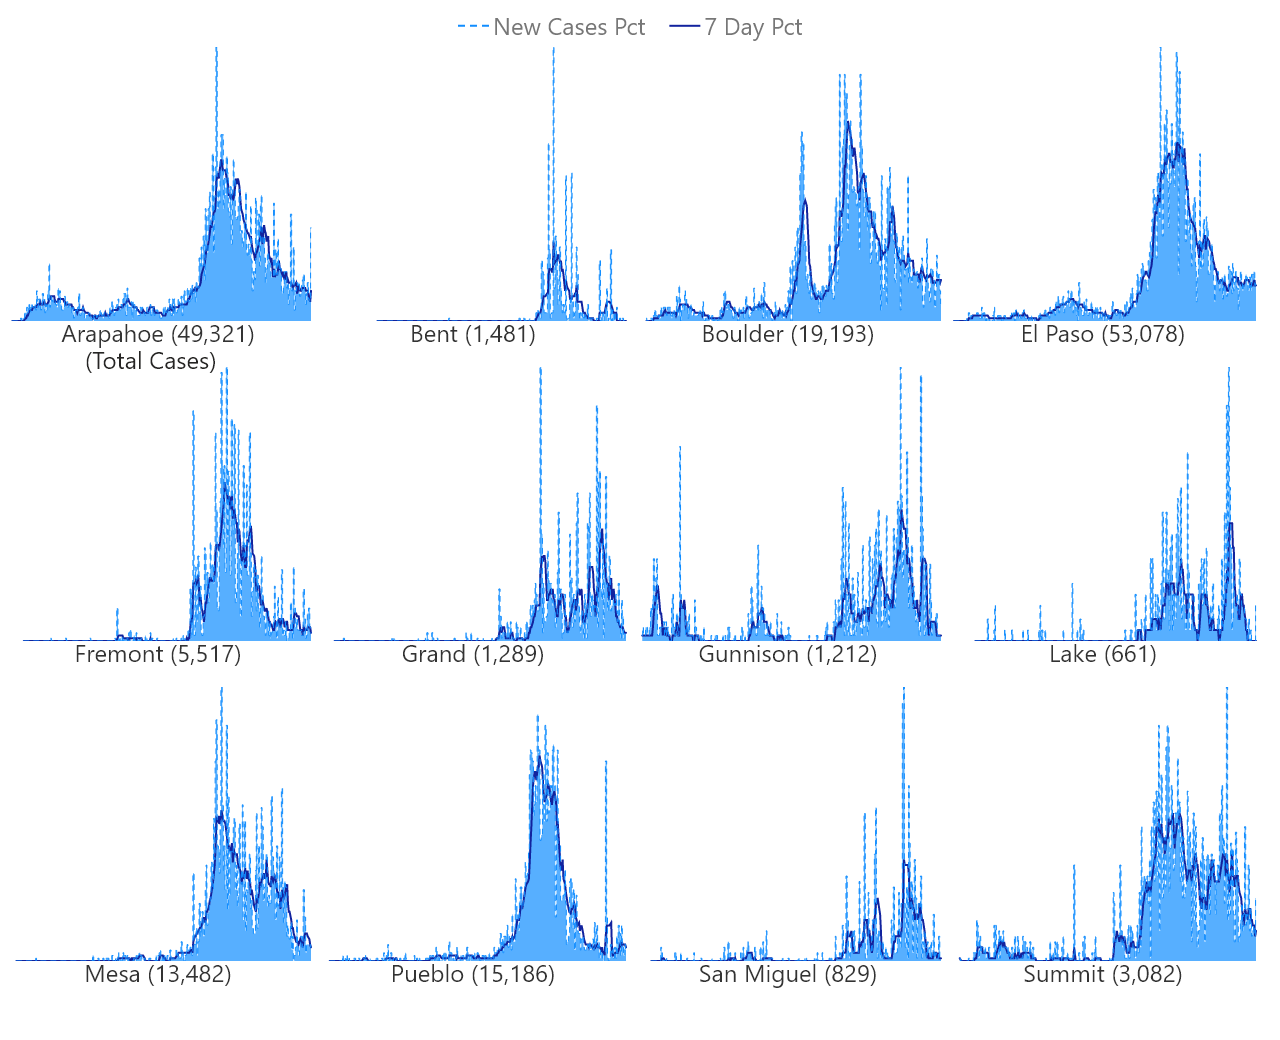 New Cases Pct 7 Day Pct
Arapahoe (49,321) Bent (1,481) Boulder (19,193) El Paso (53,078)
(Total Cases)
Fremont (5,517) Grand (1,289) Gunnison (1,212) Lake (661)
Mesa (13,482) Pueblo (15,186) San Miguel (829) Summit (3,082)